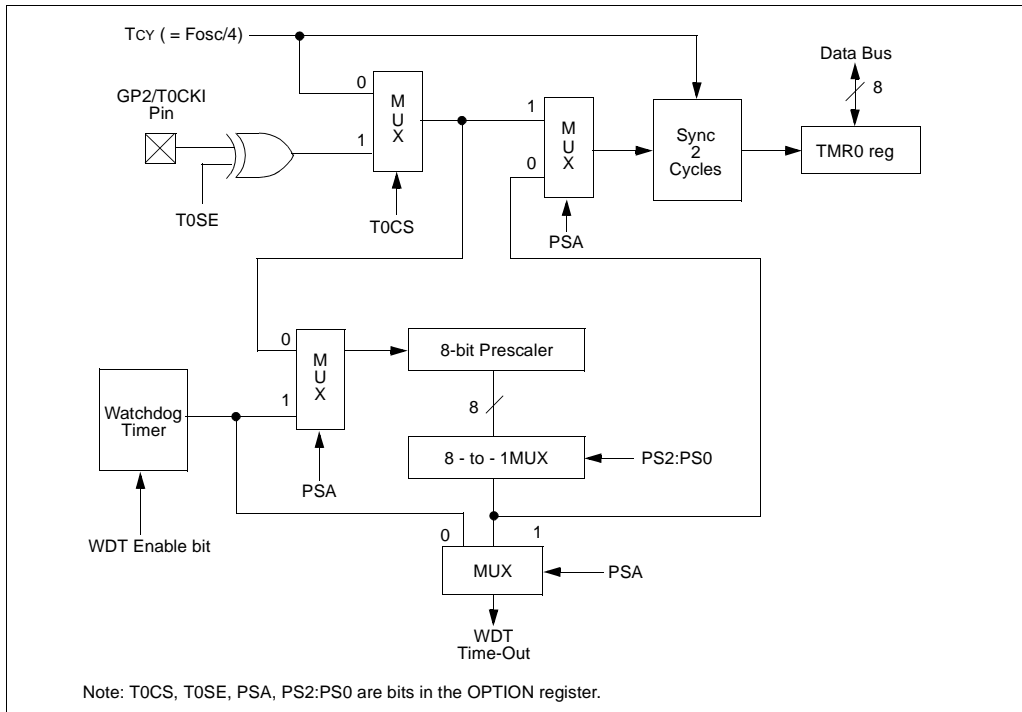 TCY ( = Fosc/4)
Data Bus
8
GP2/T0CKI
Pin
0
1
M
U
X
1
0
M
U
X
Sync
2
Cycles
TMR0 reg
T0SE
T0CS
PSA
0
1
M
U
X
8-bit Prescaler
8
Watchdog
Timer
8 - to - 1MUX
PS2:PS0
PSA
WDT Enable bit
0
1
MUX
PSA
WDT
Time-Out
Note: T0CS, T0SE, PSA, PS2:PS0 are bits in the OPTION register.